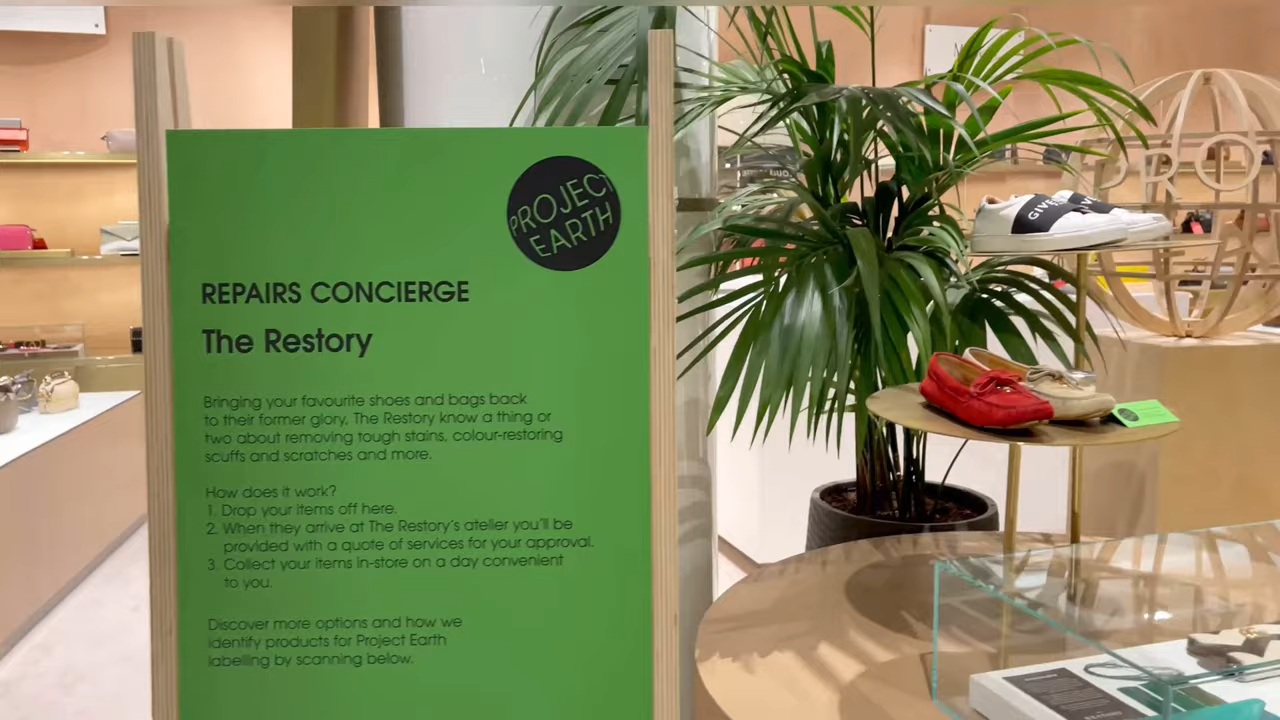 PROJECT
EARTH
REPAIRS CONCIERGE
The Restory
Bringing your favourite shoes and bags back
to their former glory, The Restory know a thing or
two about removing tough stains, colour-restoring
scuffs and scratches and more.
How does it work?
1. Drop your items off here.
2. When they arrive at The Restory's atelier you'll be
provided with a quote of services for your approval.
3. Collect your items in-store on a day convenient
to you.
Discover more options and how we
identify products for Project Earth
labelling by scanning below.
PRO